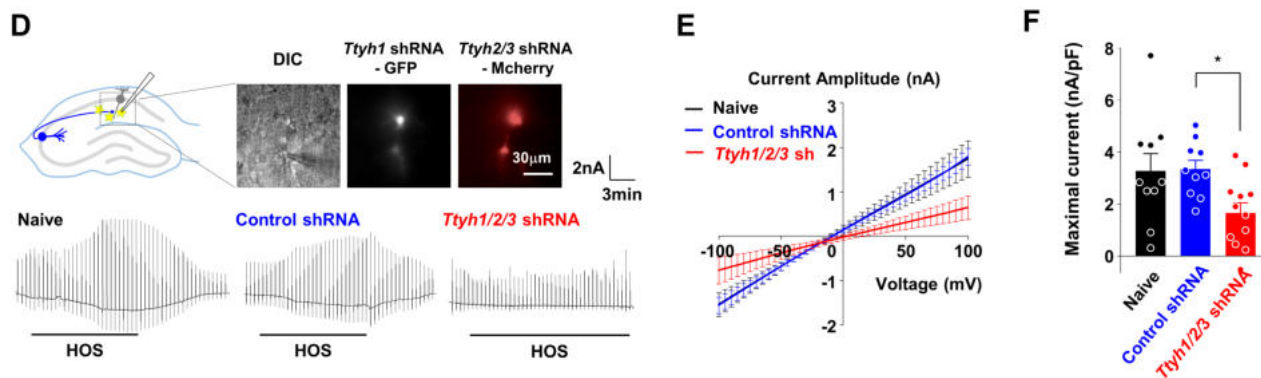 D
DIC
Ttyh1 shRNA
- GFP
Ttyh2/3 shRNA
- Mcherry
30μm
2nA
3min
Naive
Control shRNA
Ttyh1/2/3 shRNA
HOS
HOS
HOS
E
Current Amplitude (nA)
Naive
Control shRNA
Ttyh1/2/3 sh
3
2
1
-100
-50
50
100
Voltage (mV)
-1
-2
F
Maximal current (nA/pF)
8
6
4
2
0
*
Naive
Control shRNA
Ttyh1/2/3 shRNA